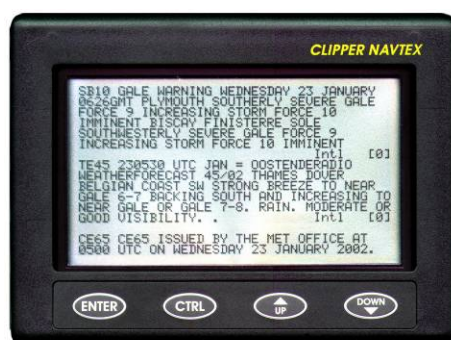 CLIPPER NAVTEX
SB10 GALE WARNING WEDNESDAY 23 JANUARY
0626GMT PLYMOUTH SOUTHERLY SEVERE GALE
FORCE 9 INCREASING STORM FORCE 10
IMMINENT BISCAY FINISTERRE SOLE
SOUTHWESTERLY SEVERE GALE FORCE 9
INCREASING STORM FORCE 10 IMMINENT
Intl [0]
TE45 230530 UTC JAN = OOSTENDERADIO
WEATHERFORECAST 45/02 THAMES DOVER
BELGIAN COAST SW STRONG BREEZE TO NEAR
GALE 6-7 BACKING SOUTH AND INCREASING TO
NEAR GALE OR GALE 7-8. RAIN. MODERATE OR
GOOD VISIBILITY. . Intl [0]
CE65 CE65 ISSUED BY THE MET OFFICE AT
0500 UTC ON WEDNESDAY 23 JANUARY 2002.
ENTER CTRL UP DOWN